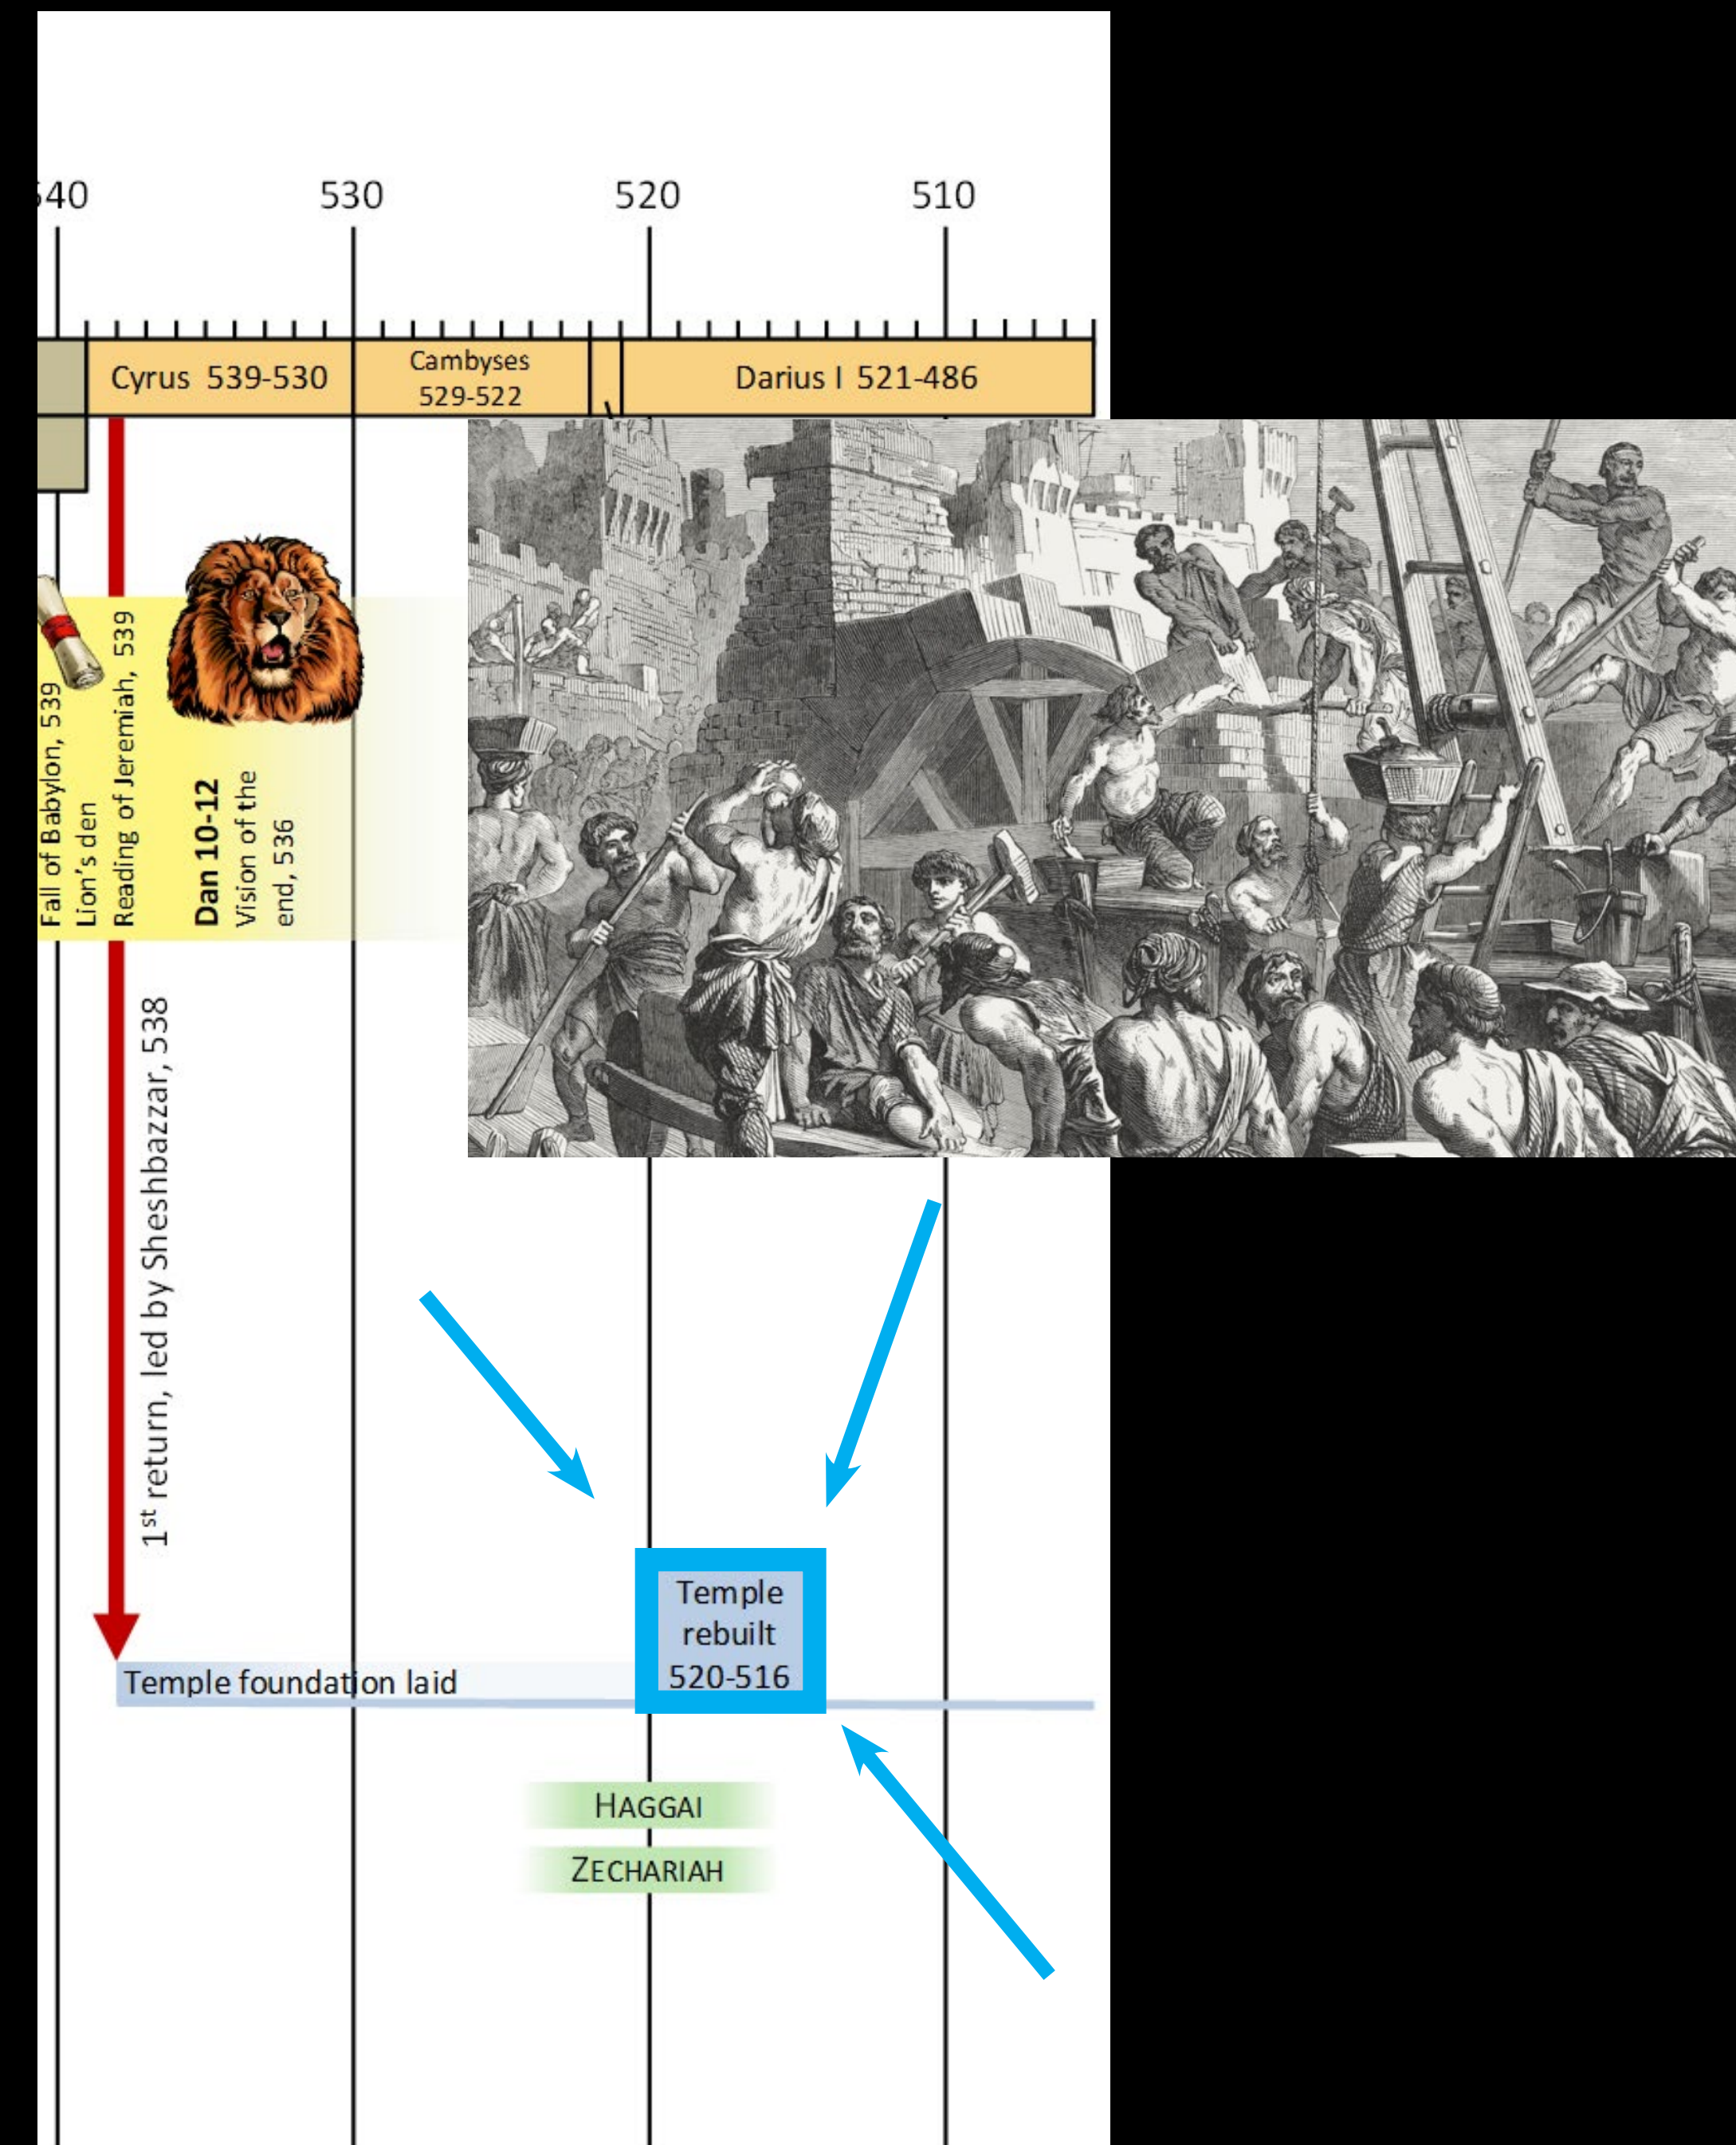 40
530
520
510
Cyrus 539-530
Cambyses
529-522
Darius I 521-486
Fall of Babylon, 539
Lion's den
Reading of Jeremiah, 539
Dan 10-12
Vision of the
end, 536
1st return, led by Sheshbazzar, 538
Temple
rebuilt
520-516
Temple foundation laid
HAGGAI
ZECHARIAH